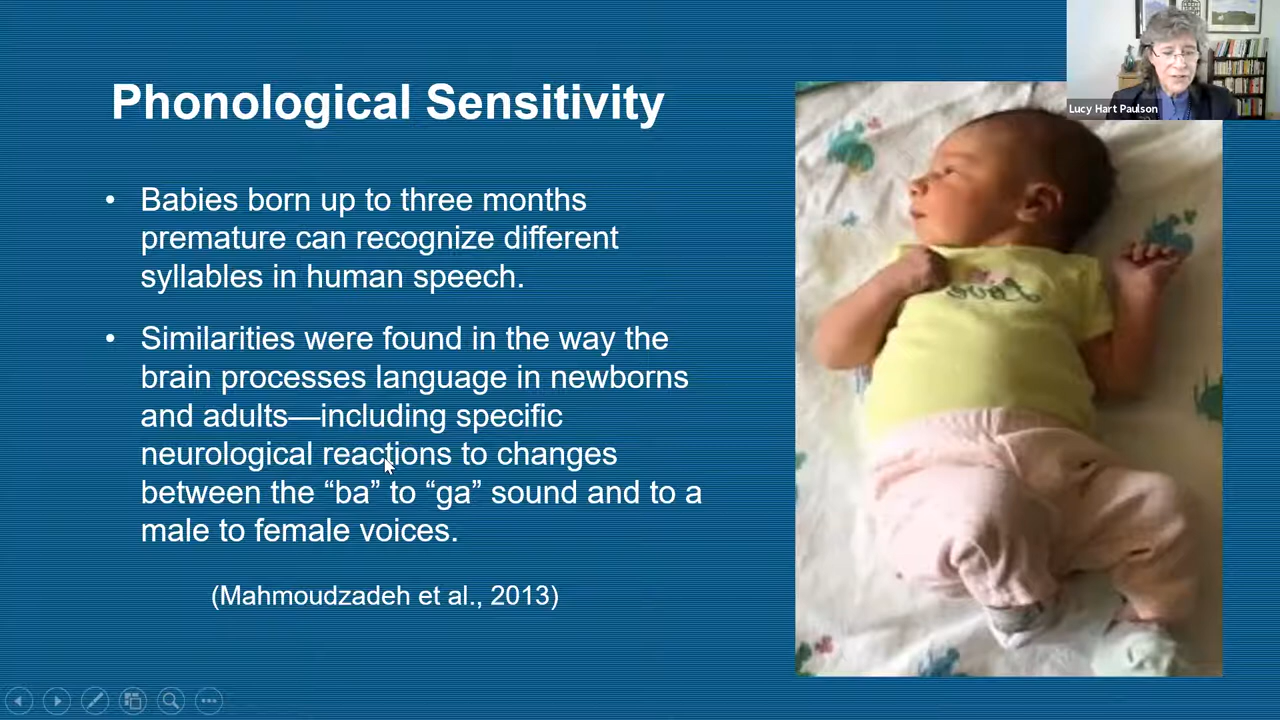 Lucy Hart Paulson
Phonological Sensitivity
• Babies born up to three months
premature can recognize different
syllables in human speech.
• Similarities were found in the way the
brain processes language in newborns
and adults—including specific
neurological reactions to changes
between the “ba” to “ga” sound and to a
male to female voices.
(Mahmoudzadeh et al., 2013)
Love